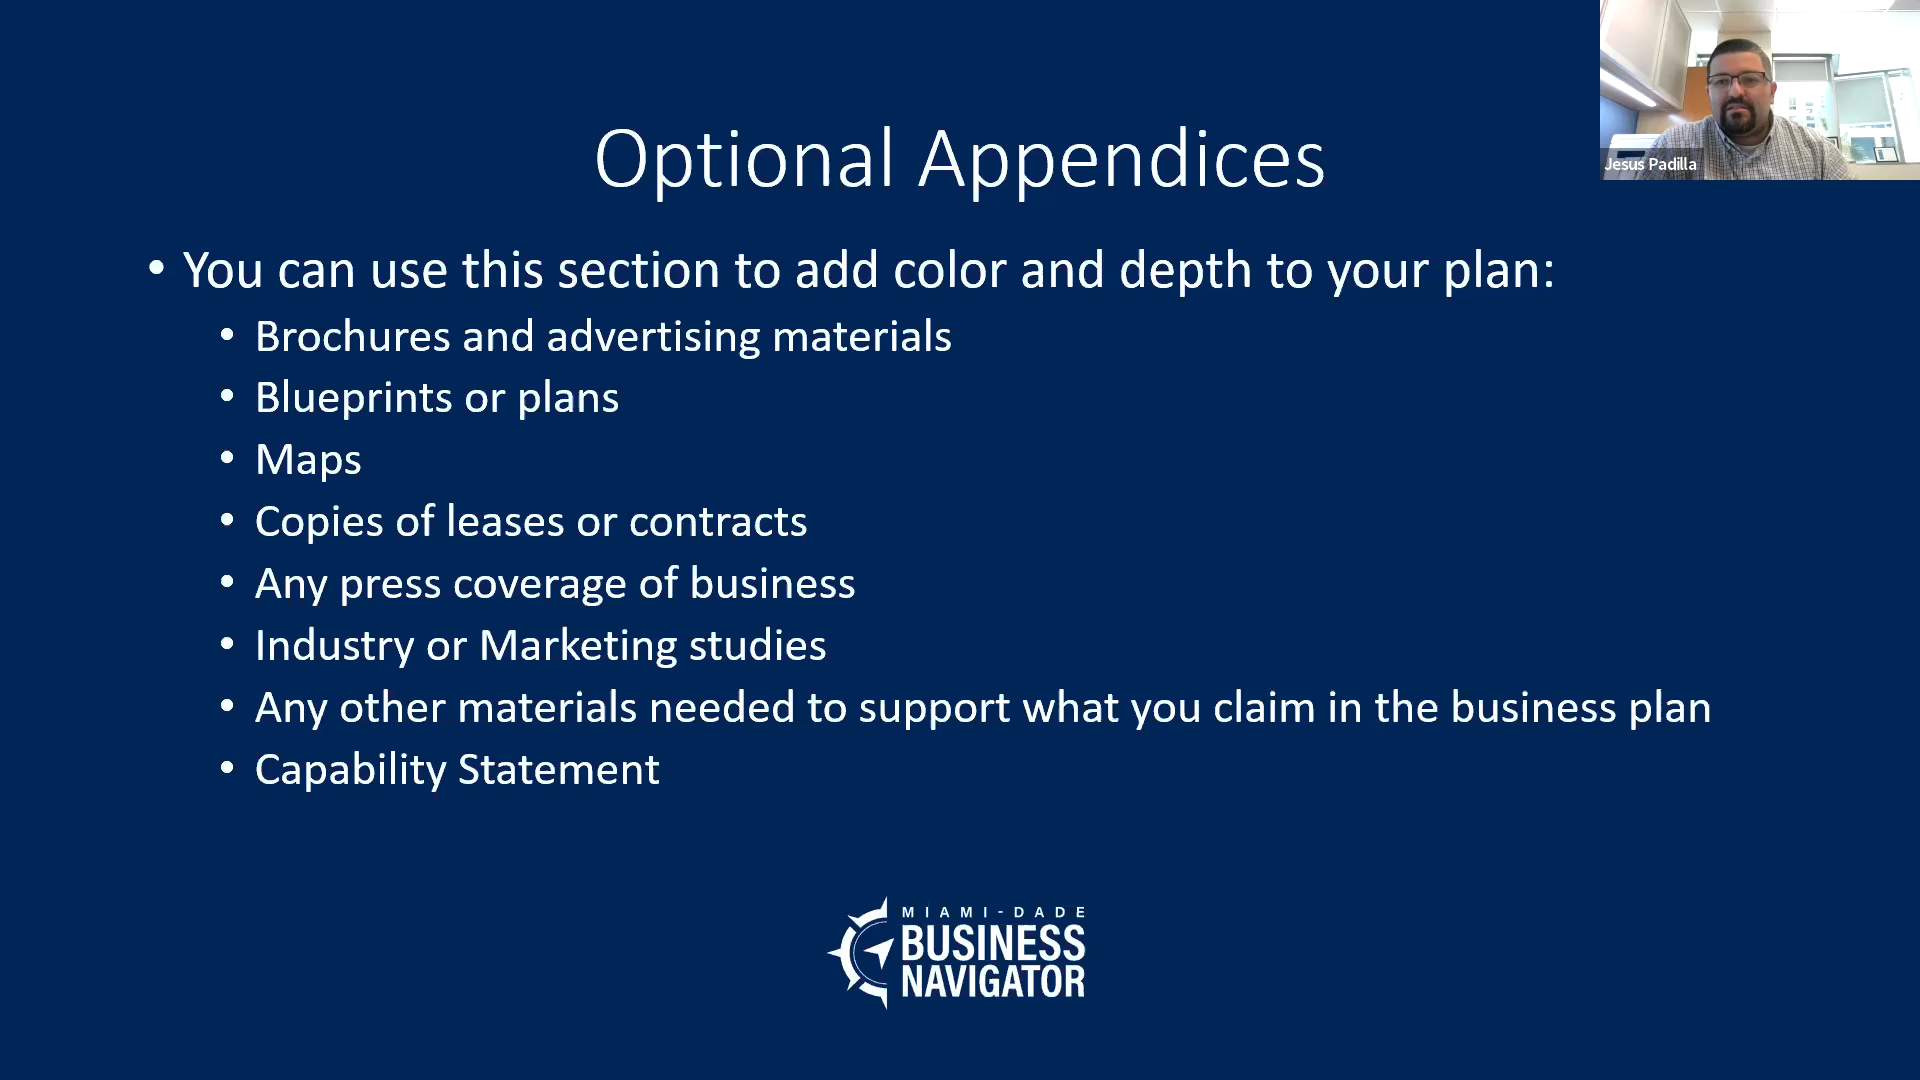 Jesus Padilla
Optional Appendices
• You can use this section to add color and depth to your plan:
• Brochures and advertising materials
• Blueprints or plans
• Maps
• Copies of leases or contracts
• Any press coverage of business
• Industry or Marketing studies
• Any other materials needed to support what you claim in the business plan
• Capability Statement
MIAMI-DADE
BUSINESS
NAVIGATOR